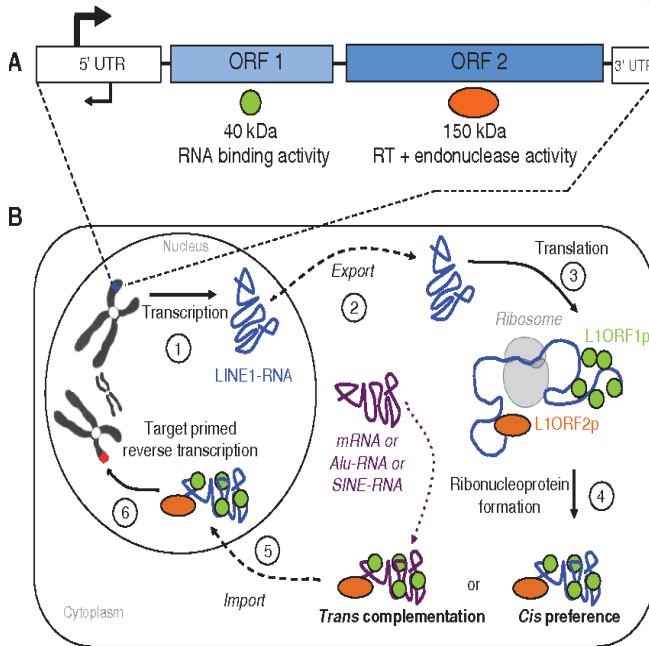 A
5' UTR
ORF 1
ORF 2
3' UTR
40 kDa
RNA binding activity
150 kDa
RT + endonuclease activity
B
Nucleus
Transcription
1
LINE1-RNA
Export
2
Translation
3
Ribosome
L1ORF1p
L1ORF2p
mRNA or
Alu-RNA or
SINE-RNA
Target primed
reverse transcription
Ribonucleoprotein
formation
4
6
5
Import
Cytoplasm
Trans complementation
or
Cis preference